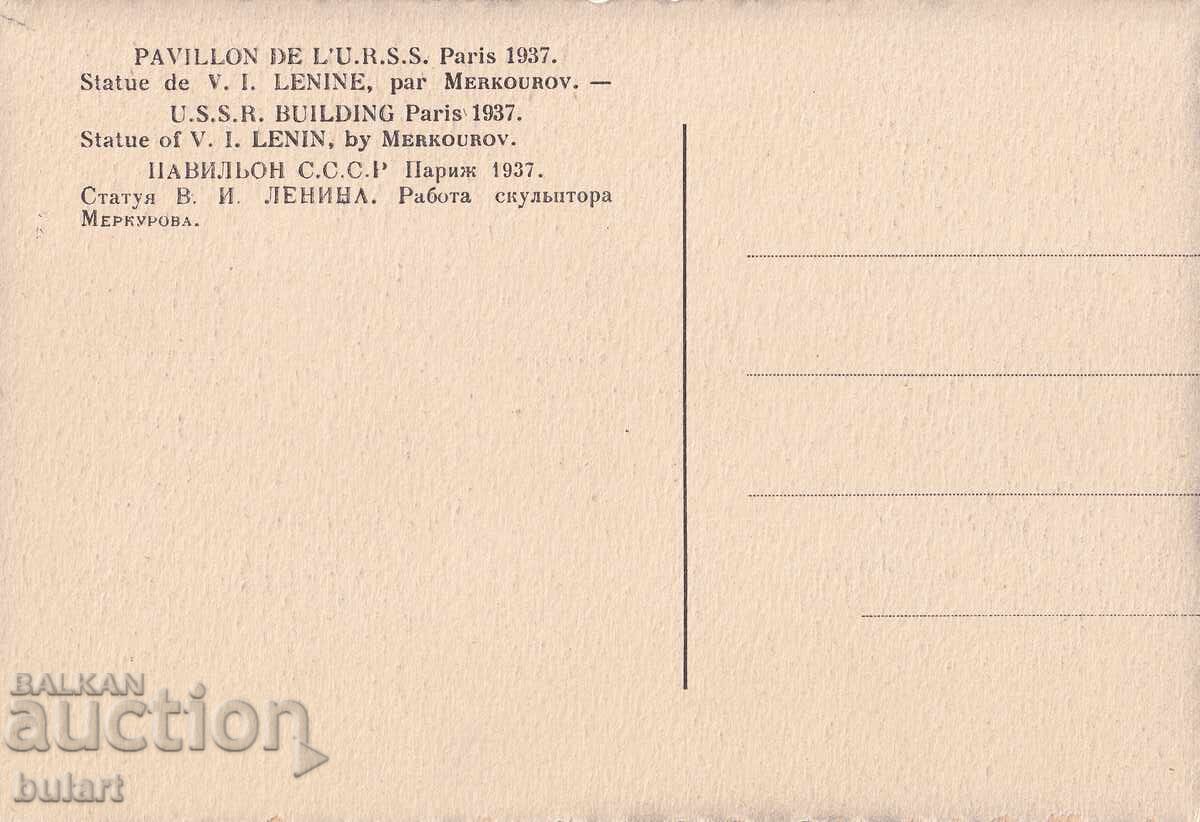 PAVILLON DE L'U.R.S.S. Paris 1937.
Statue de V. I. LENINE, par MERKOUROV. —
U.S.S.R. BUILDING Paris 1937.
Statue of V. I. LENIN, by MERKOUROV.
ПАВИЛЬОН С.С.С.Р Париж 1937.
Статуя В. И. ЛЕНИНА. Работа скульптора
МЕРКУРОВА.
BALKAN
auction
bulart